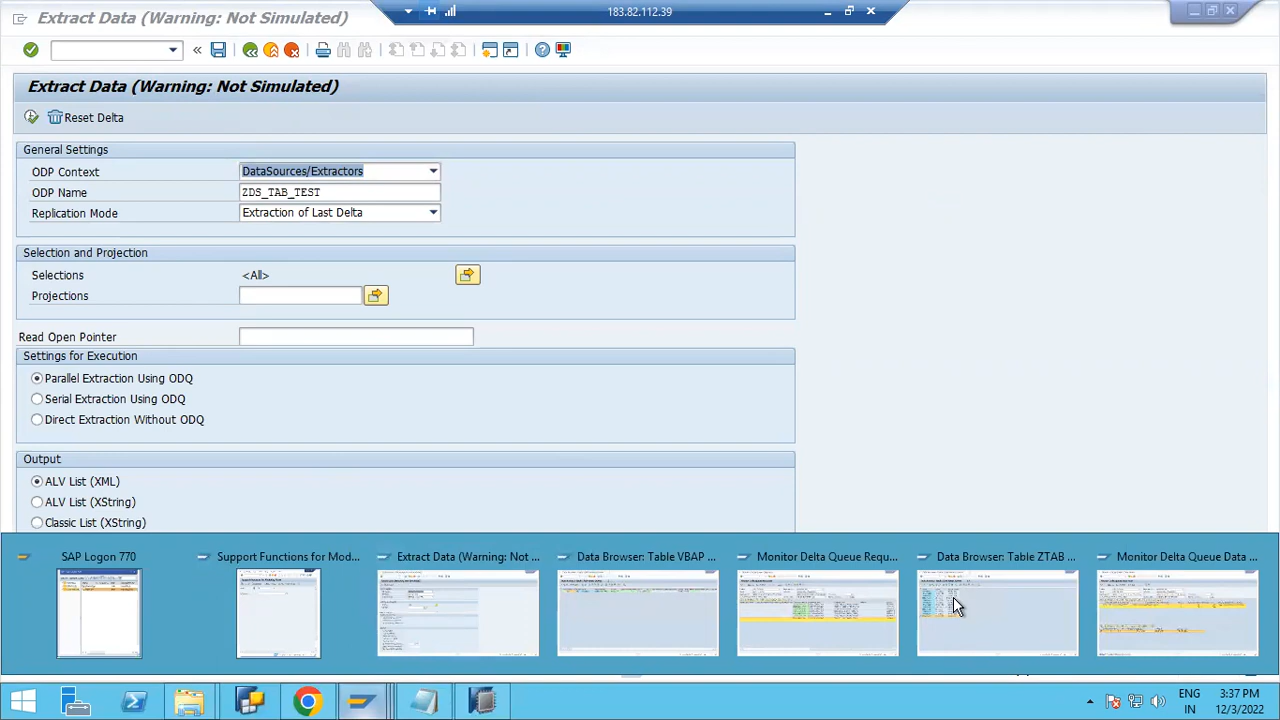 Extract Data (Warning: Not Simulated)
183.82.112.39
Extract Data (Warning: Not Simulated)
Reset Delta
General Settings
ODP Context DataSources/Extractors
ODP Name ZDS_TAB_TEST
Replication Mode Extraction of Last Delta
Selection and Projection
Selections <All>
Projections
Read Open Pointer
Settings for Execution
Parallel Extraction Using ODQ
Serial Extraction Using ODQ
Direct Extraction Without ODQ
Output
ALV List (XML)
ALV List (XString)
Classic List (XString)
SAP Logon 770 Support Functions for Mod... Extract Data (Warning: Not ... Data Browser: Table VBAP ... Monitor Delta Queue Requ... Data Browser: Table ZTAB ... Monitor Delta Queue Data ...
ENG 3:37 PM
IN 12/3/2022